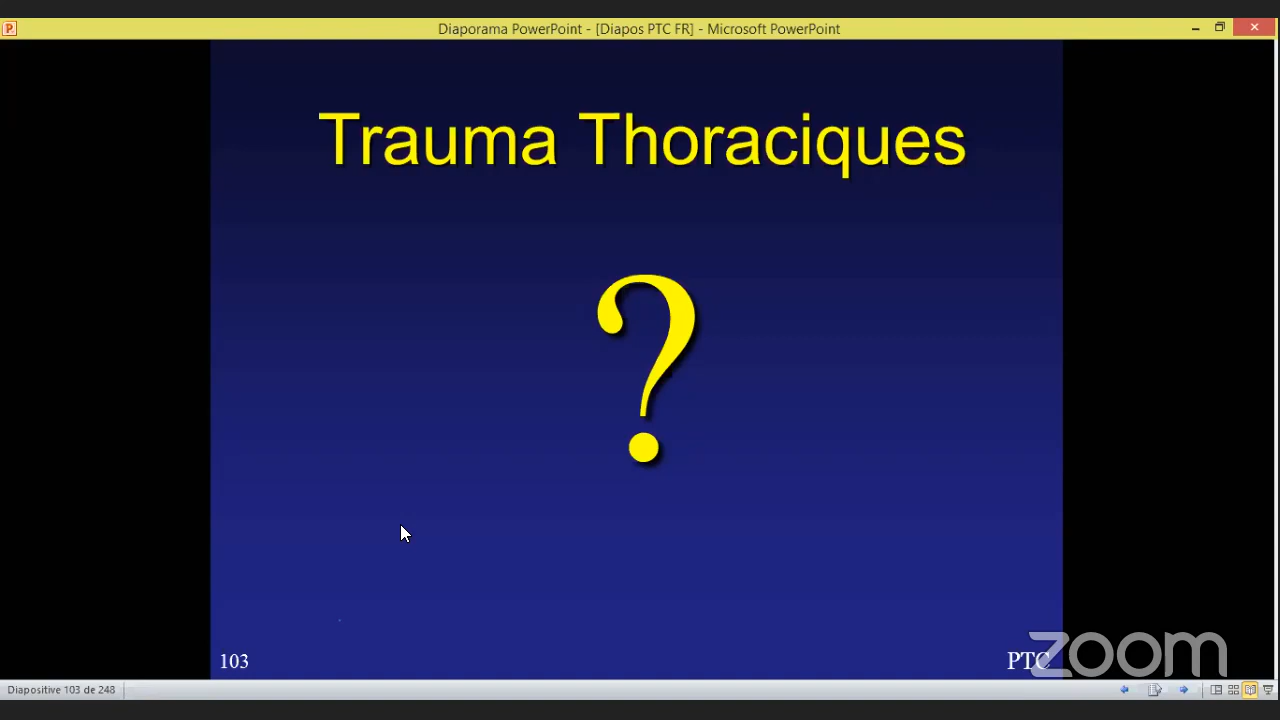 Diaporama PowerPoint - [Diapos PTC FR] - Microsoft PowerPoint
Trauma Thoraciques
?
103
PTC
zoom
Diapositive 103 de 248